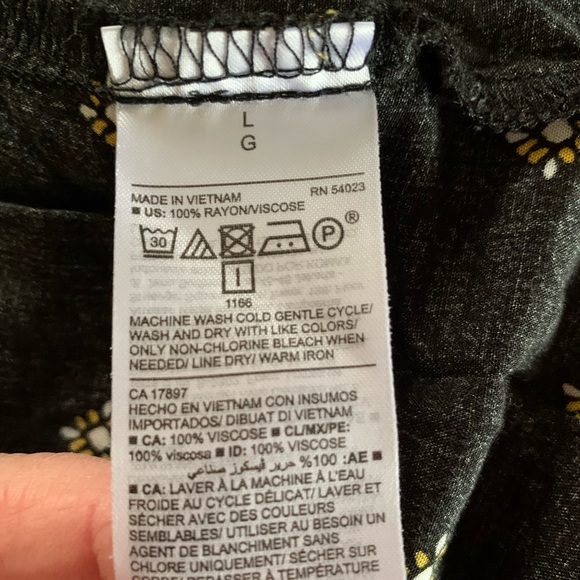 L
G
MADE IN VIETNAM RN 54023
■ US: 100% RAYON/VISCOSE
30 P ®
I
1166
MACHINE WASH COLD GENTLE CYCLE/
WASH AND DRY WITH LIKE COLORS/
ONLY NON-CHLORINE BLEACH WHEN
NEEDED/ LINE DRY/ WARM IRON
CA 17897
HECHO EN VIETNAM CON INSUMOS
IMPORTADOS/ DIBUAT DI VIETNAM
■ CA: 100% VISCOSE ■ CL/MX/PE:
100% viscosa ■ ID: 100% VISCOSE
■ AE: 100% حرير فيسكوز صناعي
■ CA: LAVER À LA MACHINE À L'EAU
FROIDE AU CYCLE DÉLICAT/ LAVER ET
SÉCHER AVEC DES COULEURS
SEMBLABLES/ UTILISER AU BESOIN UN
AGENT DE BLANCHIMENT SANS
CHLORE UNIQUEMENT/ SÉCHER SUR
CORDE/ REPASSER À TEMPÉRATURE